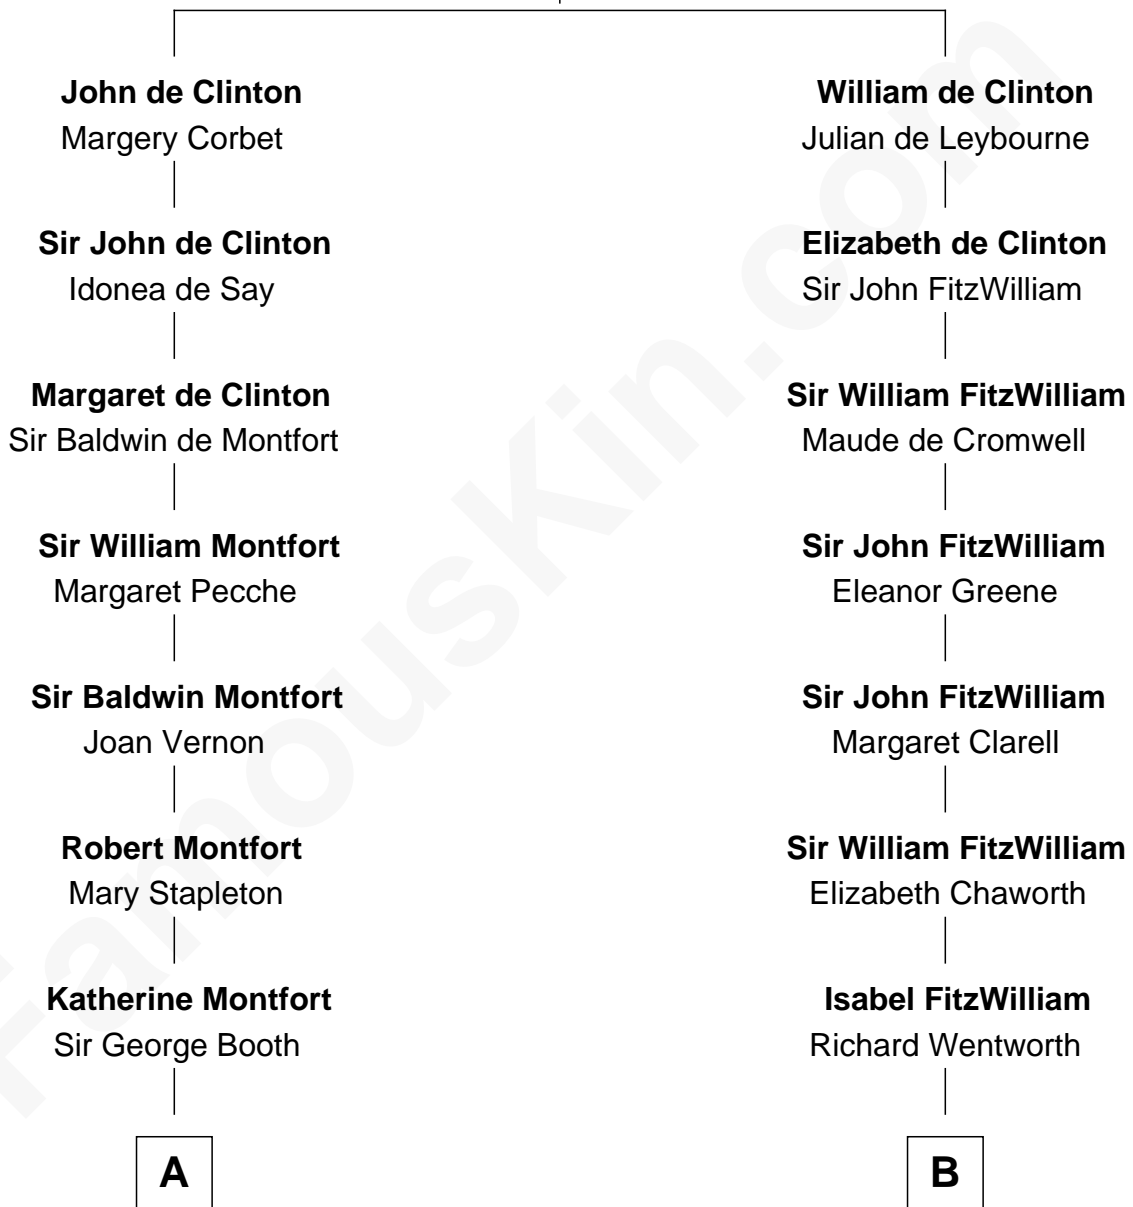 John de Clinton
Margery Corbet
Sir John de Clinton
Idonea de Say
Margaret de Clinton
Sir Baldwin de Montfort
Sir William Montfort
Margaret Pecche
Sir Baldwin Montfort
Joan Vernon
Robert Montfort
Mary Stapleton
Katherine Montfort
Sir George Booth
A
William de Clinton
Julian de Leybourne
Elizabeth de Clinton
Sir John FitzWilliam
Sir William FitzWilliam
Maude de Cromwell
Sir John FitzWilliam
Eleanor Greene
Sir John FitzWilliam
Margaret Clarell
Sir William FitzWilliam
Elizabeth Chaworth
Isabel FitzWilliam
Richard Wentworth
B
FamousKin.com